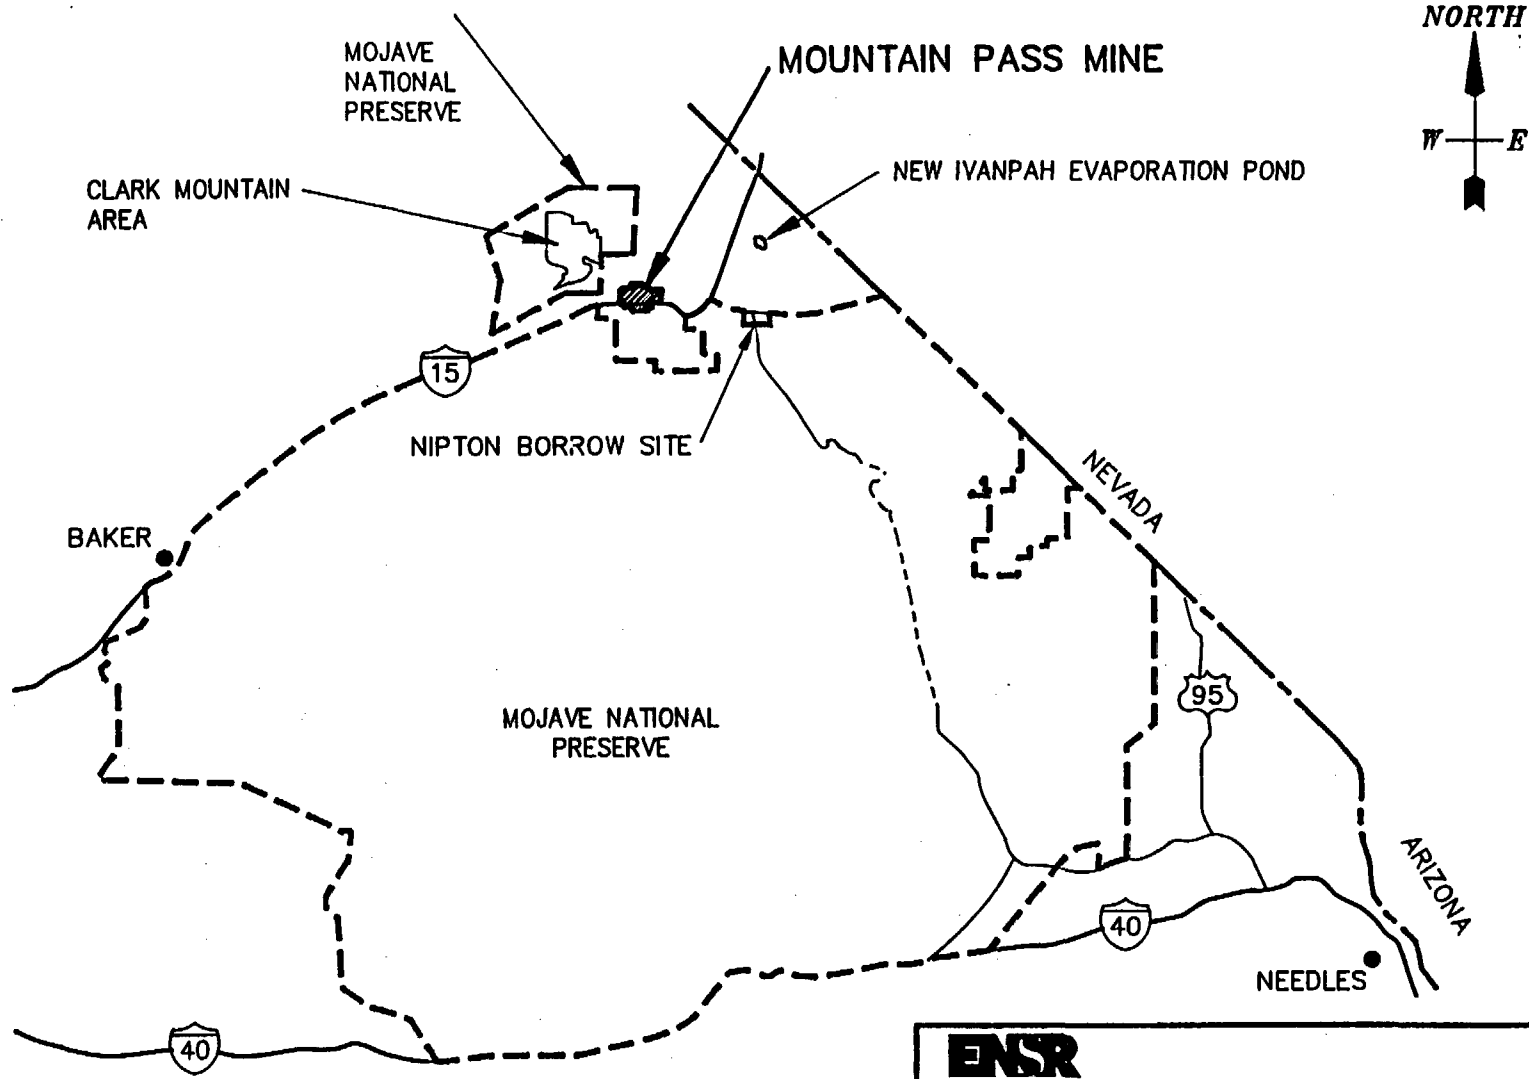 NORTH
MOJAVE
NATIONAL
PRESERVE
MOUNTAIN PASS MINE
W E
CLARK MOUNTAIN
AREA
NEW IVANPAH EVAPORATION POND
15
NIPTON BORROW SITE
NEVADA
BAKER
95
MOJAVE NATIONAL
PRESERVE
ARIZONA
40
NEEDLES
40
ENSR